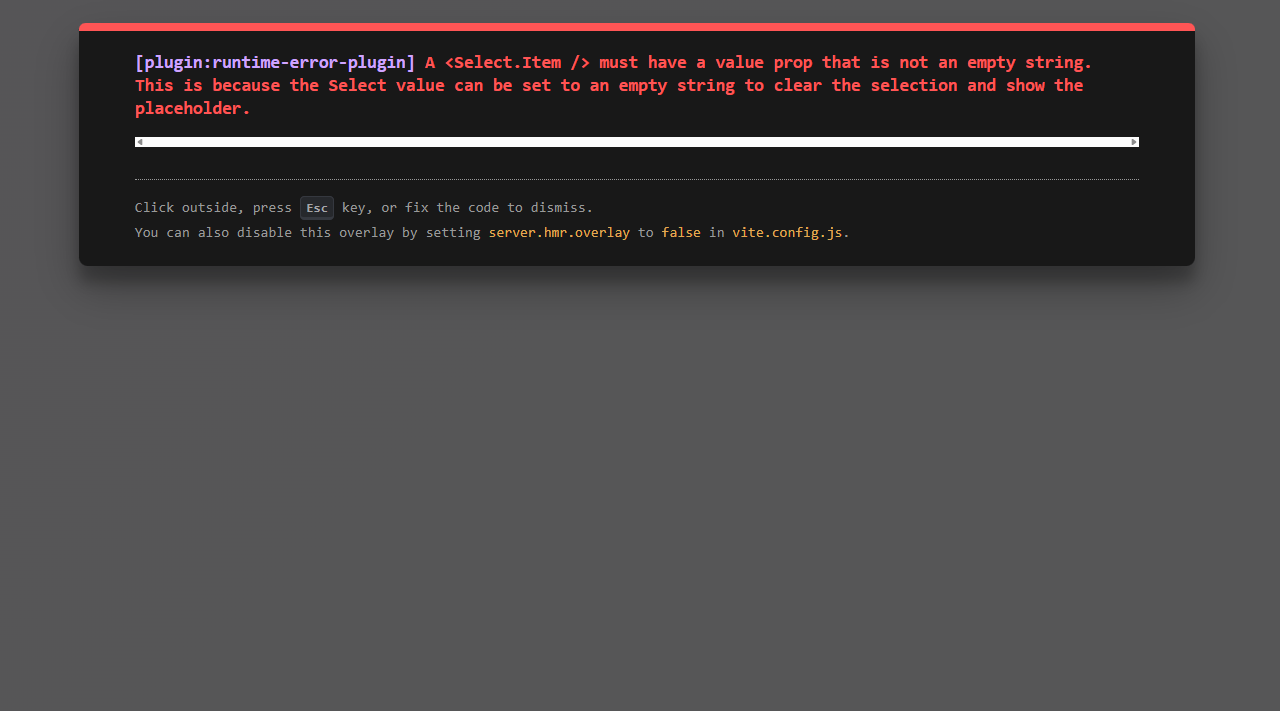 [plugin:runtime-error-plugin] A <Select.Item /> must have a value prop that is not an empty string.
This is because the Select value can be set to an empty string to clear the selection and show the
placeholder.
Click outside, press Esc key, or fix the code to dismiss.
You can also disable this overlay by setting server.hmr.overlay to false in vite.config.js.